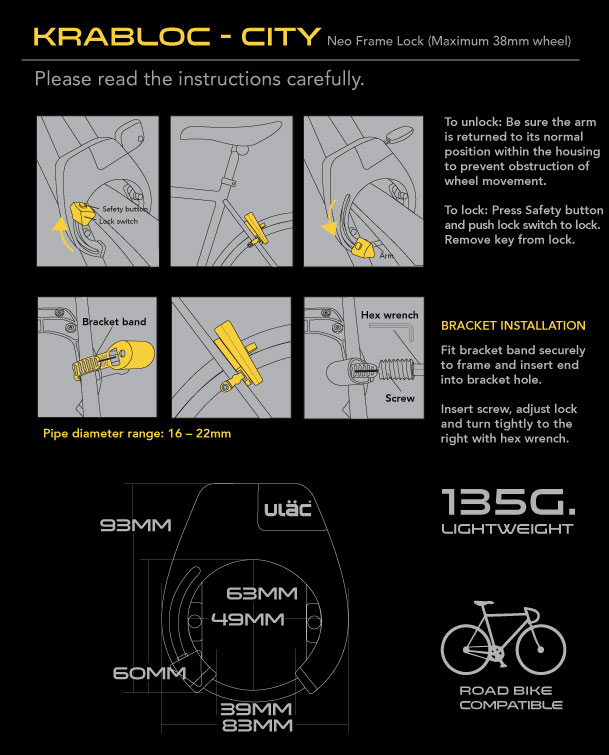 KRABLOC - CITY Neo Frame Lock (Maximum 38mm wheel)
Please read the instructions carefully.
Safety button
Lock switch
Arm
To unlock: Be sure the arm
is returned to its normal
position within the housing
to prevent obstruction of
wheel movement.
To lock: Press Safety button
and push lock switch to lock.
Remove key from lock.
Bracket band
Hex wrench
Screw
BRACKET INSTALLATION
Fit bracket band securely
to frame and insert end
into bracket hole.
Insert screw, adjust lock
and turn tightly to the
right with hex wrench.
Pipe diameter range: 16 – 22mm
ULÄC
93MM
63MM
49MM
60MM
39MM
83MM
135G.
LIGHTWEIGHT
ROAD BIKE
COMPATIBLE